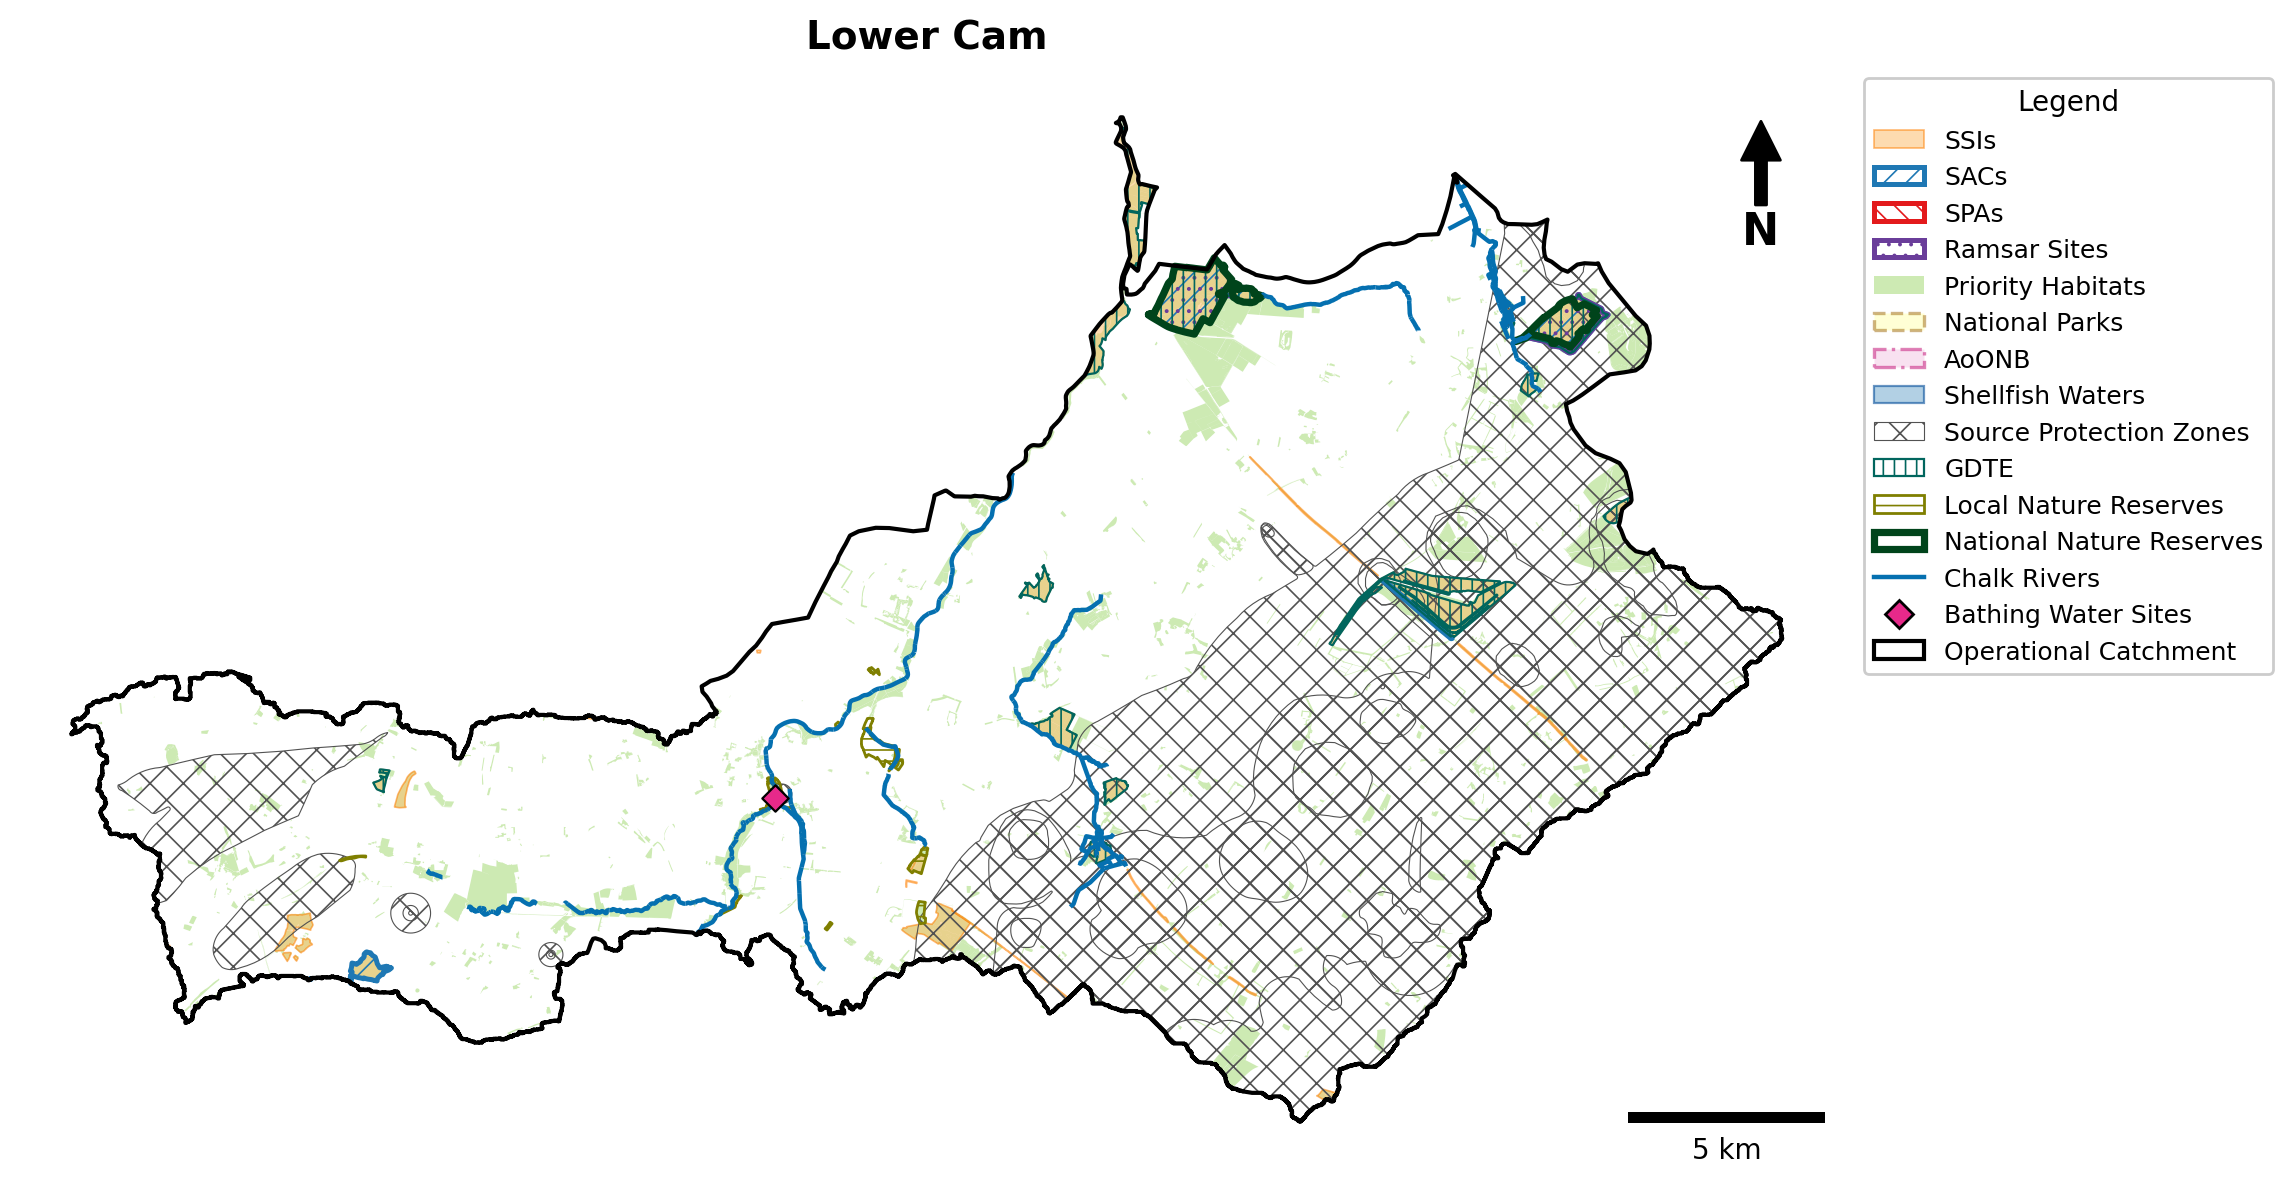 Lower Cam
N
Legend
SSIs
SACs
SPAs
Ramsar Sites
Priority Habitats
National Parks
AoONB
Shellfish Waters
Source Protection Zones
GDTE
Local Nature Reserves
National Nature Reserves
Chalk Rivers
Bathing Water Sites
Operational Catchment
5 km